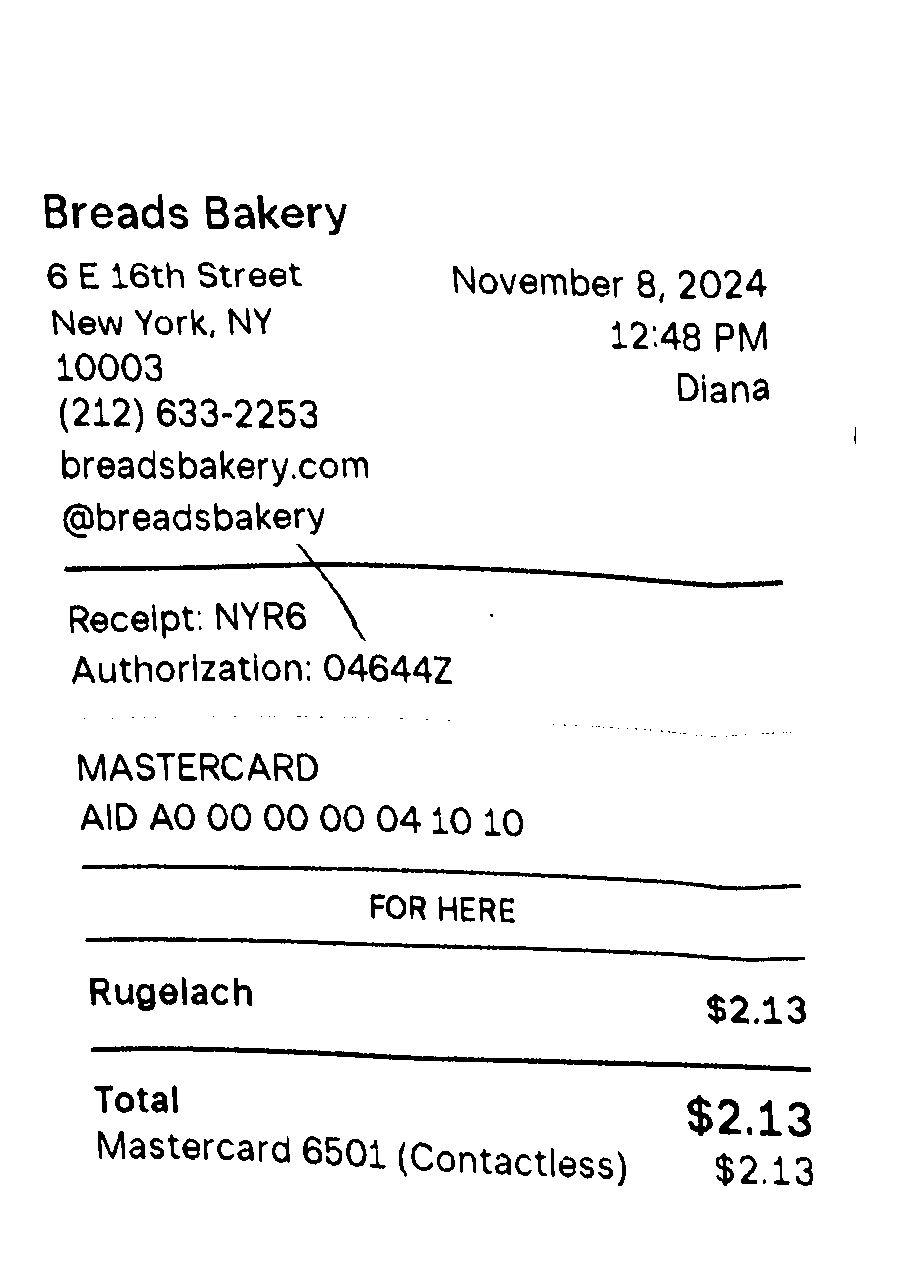 Breads Bakery
6 E 16th Street
New York, NY
10003
(212) 633-2253
breadsbakery.com
@breadsbakery
November 8, 2024
12:48 PM
Diana
Receipt: NYR6
Authorization: 04644Z
MASTERCARD
AID A0 00 00 00 04 10 10
FOR HERE
Rugelach $2.13
Total $2.13
Mastercard 6501 (Contactless) $2.13